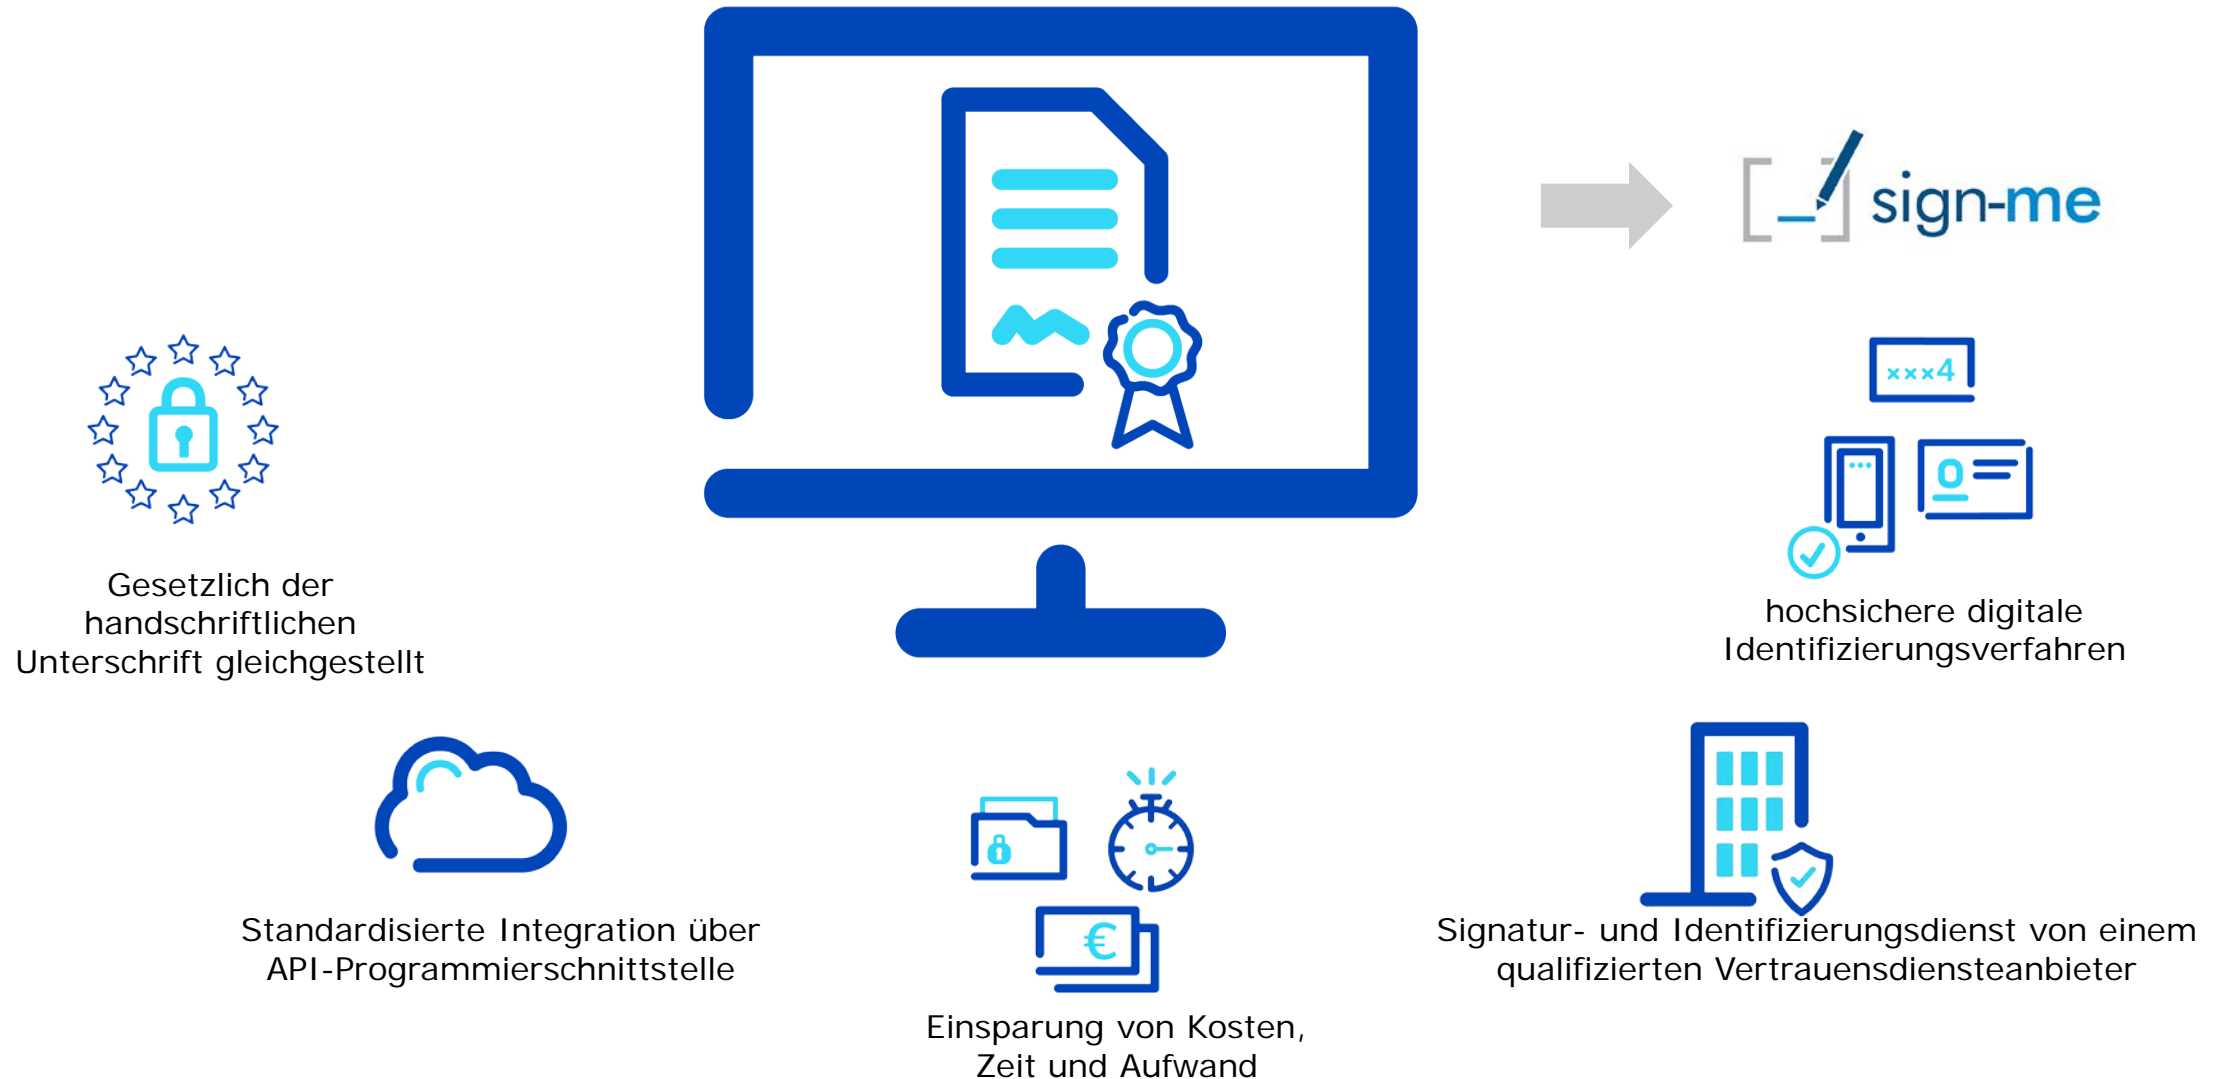 sign-me
×××4
Gesetzlich der
handschriftlichen
Unterschrift gleichgestellt
hochsichere digitale
Identifizierungsverfahren
€
Standardisierte Integration über
API-Programmierschnittstelle
Signatur- und Identifizierungsdienst von einem
qualifizierten Vertrauensdiensteanbieter
Einsparung von Kosten,
Zeit und Aufwand